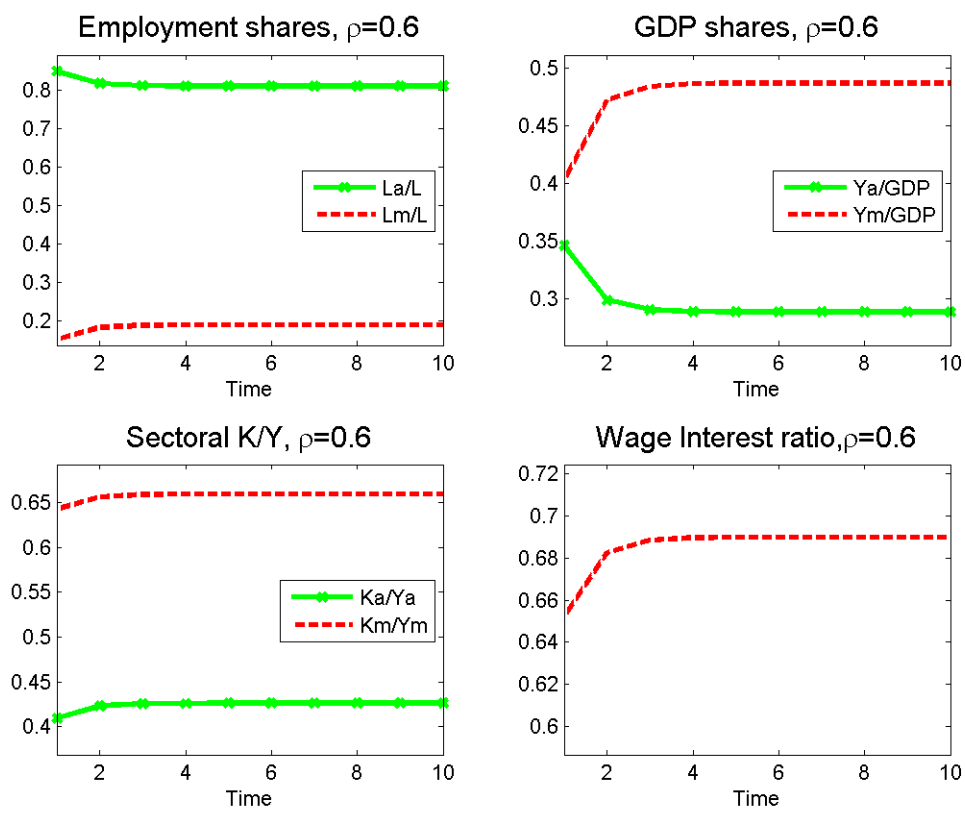 Employment shares, ρ=0.6
0.8
0.7
0.6
0.5
0.4
0.3
0.2
La/L
Lm/L
2 4 6 8 10
Time
GDP shares, ρ=0.6
0.5
0.45
0.4
0.35
0.3
Ya/GDP
Ym/GDP
2 4 6 8 10
Time
Sectoral K/Y, ρ=0.6
0.65
0.6
0.55
0.5
0.45
0.4
Ka/Ya
Km/Ym
2 4 6 8 10
Time
Wage Interest ratio,ρ=0.6
0.72
0.7
0.68
0.66
0.64
0.62
0.6
2 4 6 8 10
Time